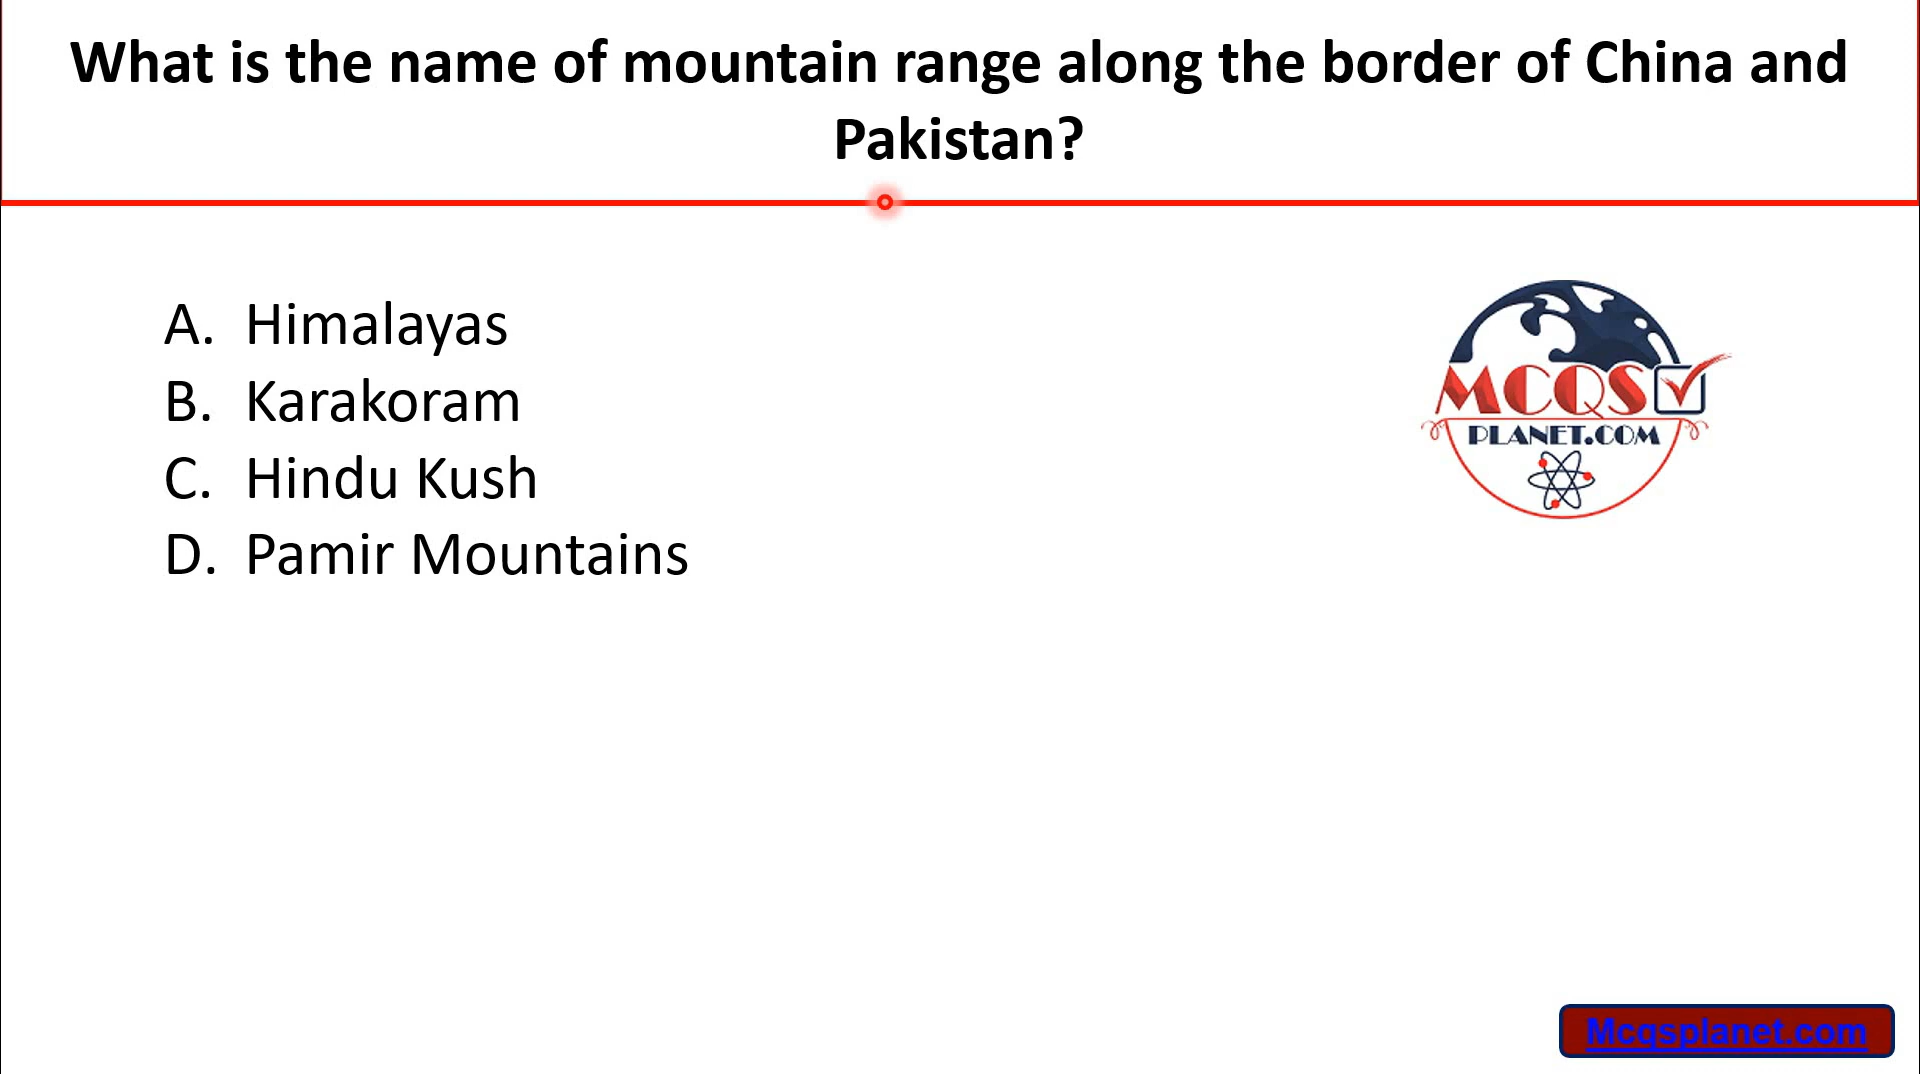 What is the name of mountain range along the border of China and
Pakistan?
A. Himalayas
B. Karakoram
C. Hindu Kush
D. Pamir Mountains
MCQS
PLANET.COM
Mcqsplanet.com